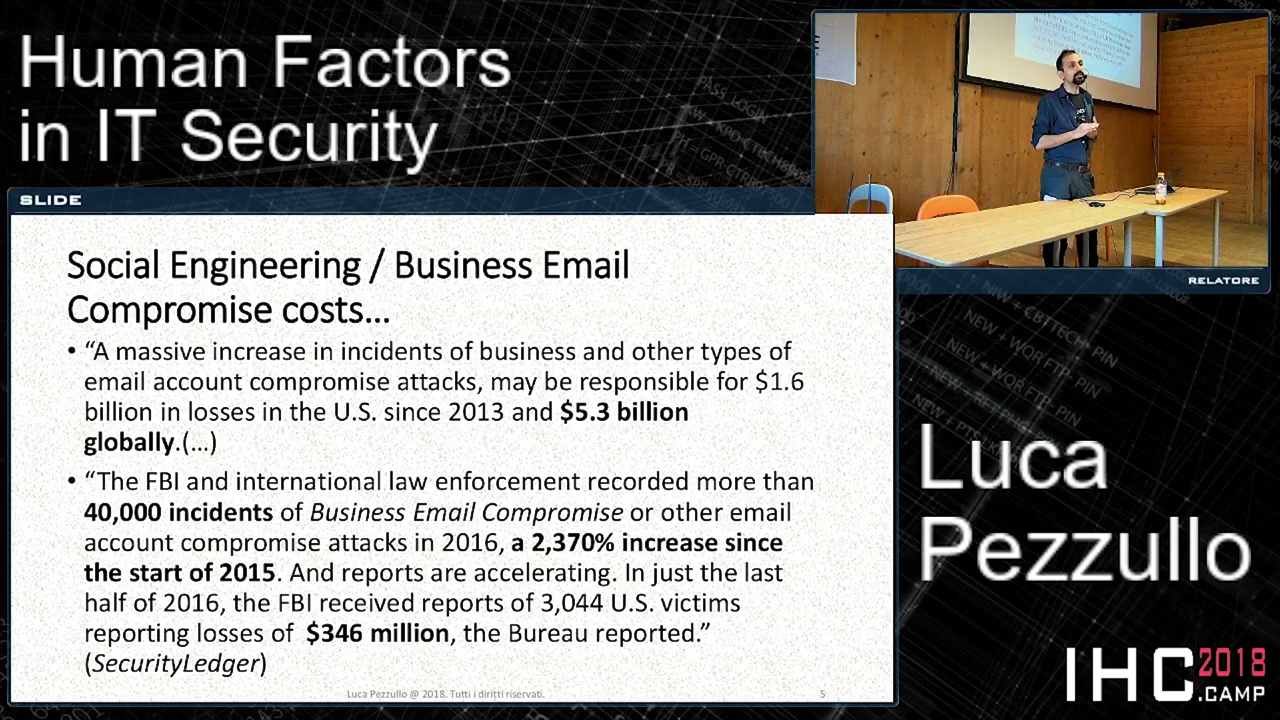 Human Factors
in IT Security
SLIDE
Social Engineering / Business Email
Compromise costs...
• “A massive increase in incidents of business and other types of
email account compromise attacks, may be responsible for $1.6
billion in losses in the U.S. since 2013 and $5.3 billion
globally.(...)
• “The FBI and international law enforcement recorded more than
40,000 incidents of Business Email Compromise or other email
account compromise attacks in 2016, a 2,370% increase since
the start of 2015. And reports are accelerating. In just the last
half of 2016, the FBI received reports of 3,044 U.S. victims
reporting losses of $346 million, the Bureau reported.”
(SecurityLedger)
Luca Pezzullo @ 2018. Tutti i diritti riservati.
5
RELATORE
Luca
Pezzullo
IHC 2018
.CAMP